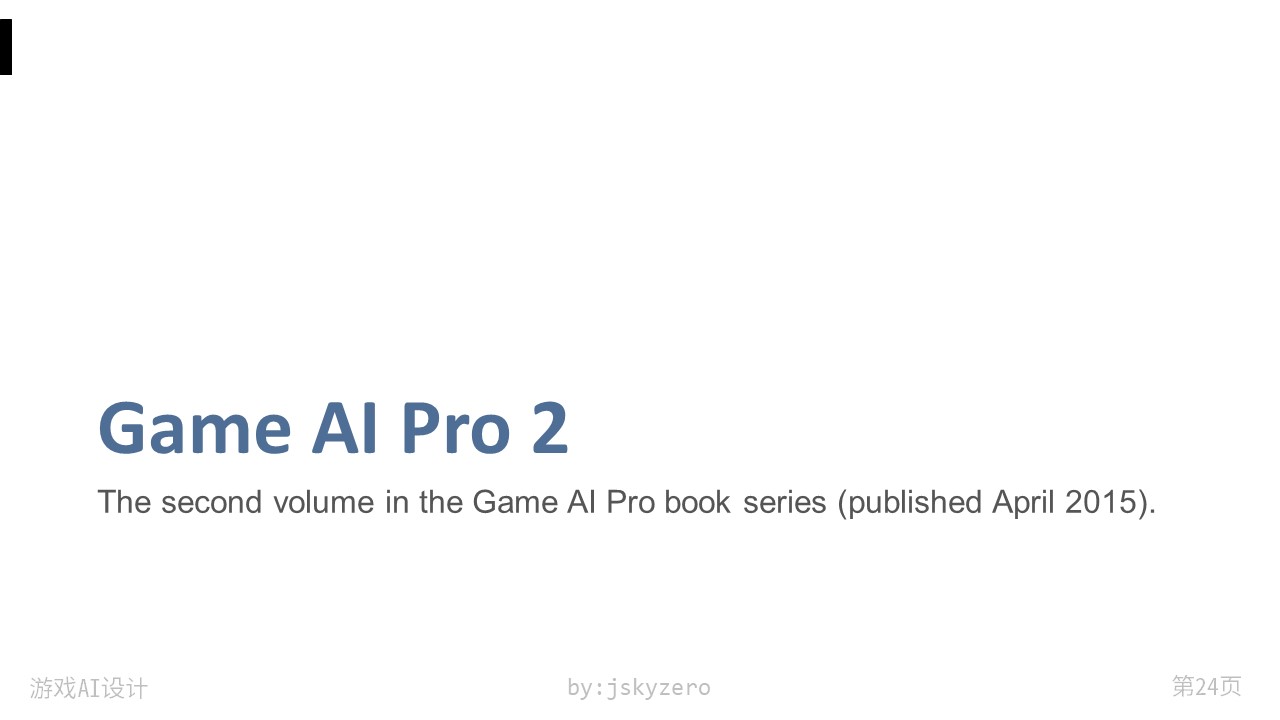 Game AI Pro 2
The second volume in the Game AI Pro book series (published April 2015).
游戏AI设计
by:jskyzero
第24页